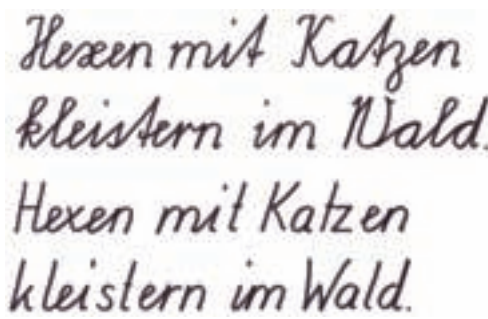 Hexen mit Katzen
kleistern im Wald.
Hexen mit Katzen
kleistern im Wald.